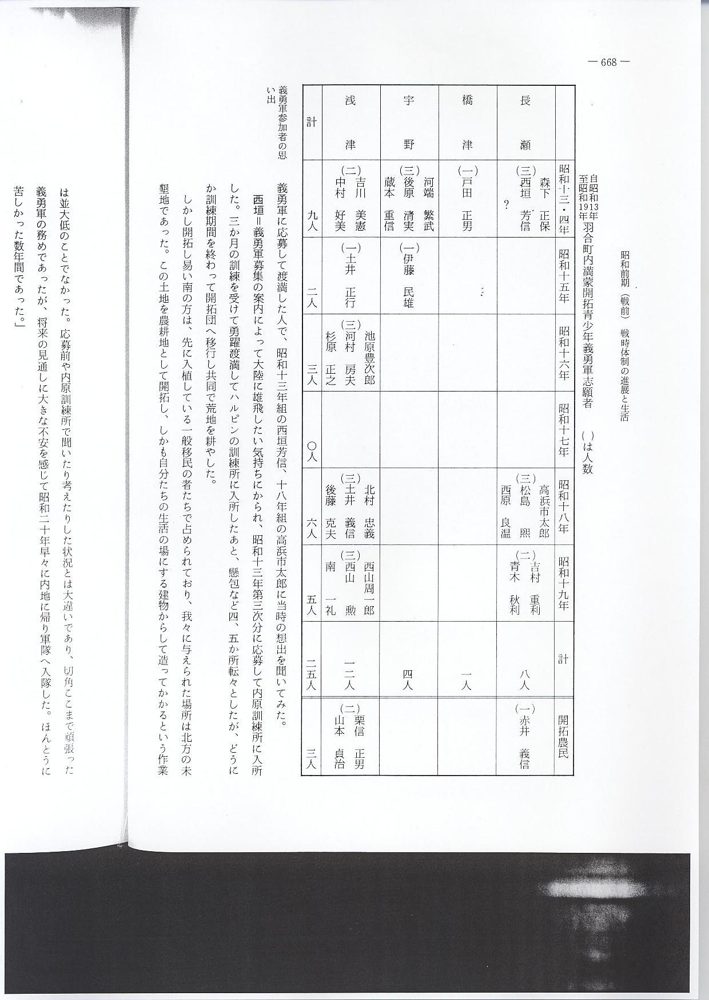 ― 668 ―
昭和前期（戦前）　戦時体制の進展と生活
自昭和13年
至昭和19年
羽合町内満蒙開拓青少年義勇軍志願者　（ ）は人数
昭和十三・四年
昭和十五年
昭和十六年
昭和十七年
昭和十八年
昭和十九年
計
開拓農民
長瀬
森下　正保
（三）西垣　芳信
？
高浜市太郎
（三）松島　熙
西原　良温
吉村　重利
（二）
青木　秋利
八人
（一）赤井　義信
橋津
（一）戸田　正男
一人
宇野
河端　繁武
（三）後原　清実
蔵本　重信
（一）伊藤　民雄
四人
浅津
吉川　美憲
（二）
中村　好美
（一）土井　正行
池原豊次郎
（三）河村　房夫
杉原　正之
北村　忠義
（三）土井　義信
後藤　克夫
西山周一郎
（三）西山　勲
南　一礼
一二人
栗信　正男
（二）
山本　貞治
計
九人
二人
三人
〇人
六人
五人
二五人
三人
義勇軍参加者の思
い出
義勇軍に応募して渡満した人で、昭和十三年組の西垣芳信、十八年組の高浜市太郎に当時の想出を聞いてみた。
西垣＝義勇軍募集の案内によって大陸に雄飛したい気持ちにかられ、昭和十三年第三次分に応募して内原訓練所に入所
した。三か月の訓練を受けて勇躍渡満してハルピンの訓練所に入所したあと、懸包など四、五か所転々としたが、どうに
か訓練期間を終わって開拓団へ移行し共同で荒地を耕やした。
しかし開拓し易い南の方は、先に入植している一般移民の者たちで占められており、我々に与えられた場所は北方の未
墾地であった。この土地を農耕地として開拓し、しかも自分たちの生活の場にする建物からして造ってかかるという作業
は並大低のことでなかった。応募前や内原訓練所で聞いたり考えたりした状況とは大違いであり、切角ここまで頑張った
義勇軍の務めであったが、将来の見通しに大きな不安を感じて昭和二十年早々に内地に帰り軍隊へ入隊した。ほんとうに
苦しかった数年間であった。」